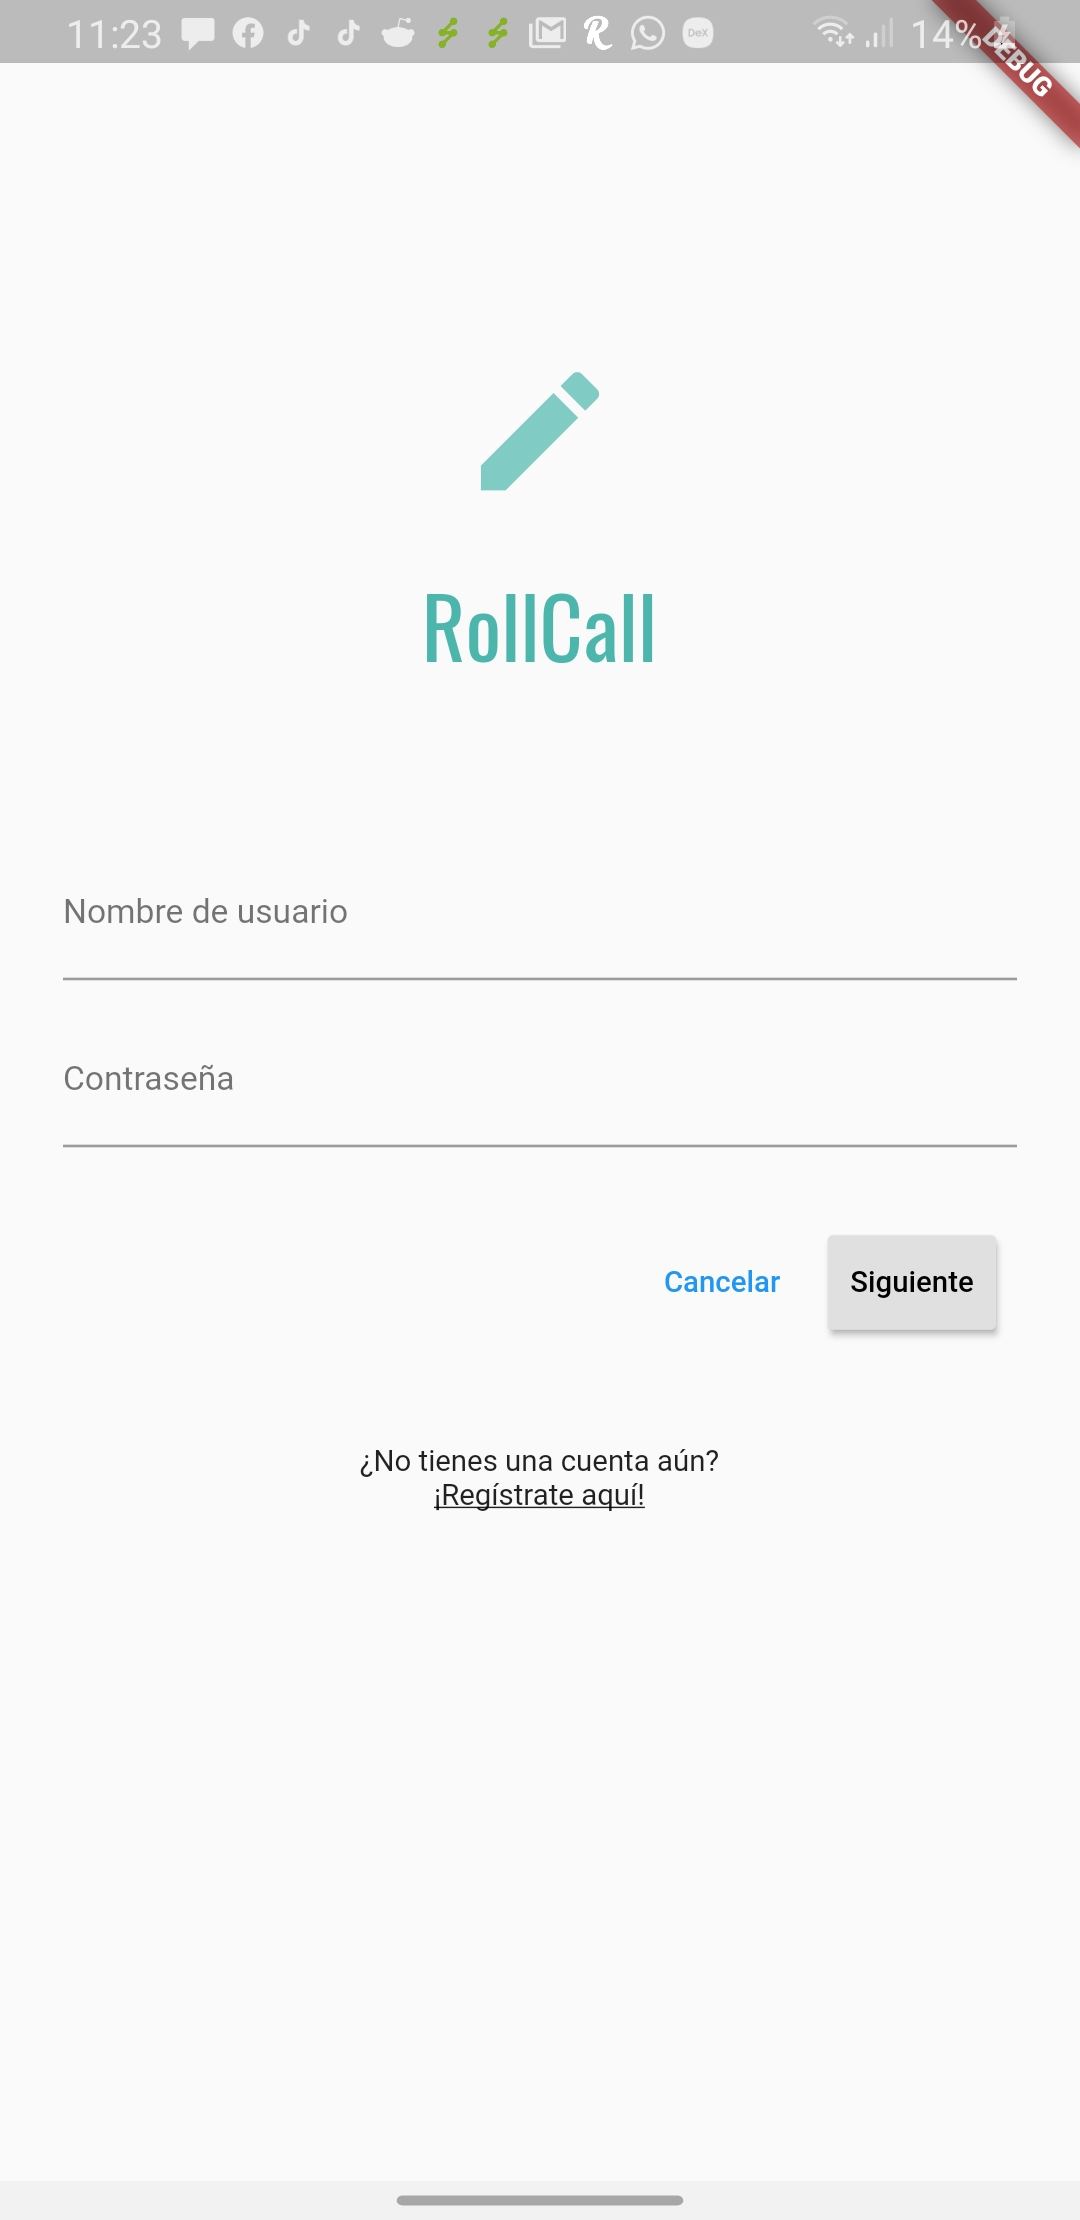 11:23 DeX 14%
DEBUG
RollCall
Nombre de usuario
Contraseña
Cancelar Siguiente
¿No tienes una cuenta aún?
¡Regístrate aquí!